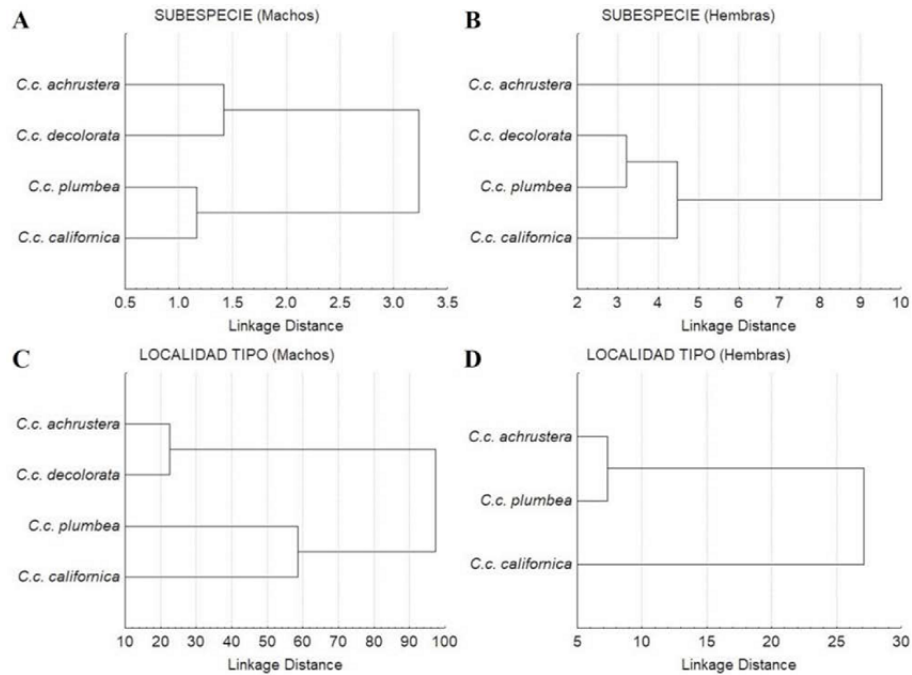 A
SUBESPECIE (Machos)
C.c. achrustera
C.c. decolorata
C.c. plumbea
C.c. californica
0.5 1.0 1.5 2.0 2.5 3.0 3.5
Linkage Distance
B
SUBESPECIE (Hembras)
C.c. achrustera
C.c. decolorata
C.c. plumbea
C.c. californica
2 3 4 5 6 7 8 9 10
Linkage Distance
C
LOCALIDAD TIPO (Machos)
C.c. achrustera
C.c. decolorata
C.c. plumbea
C.c. californica
10 20 30 40 50 60 70 80 90 100
Linkage Distance
D
LOCALIDAD TIPO (Hembras)
C.c. achrustera
C.c. plumbea
C.c. californica
5 10 15 20 25 30
Linkage Distance